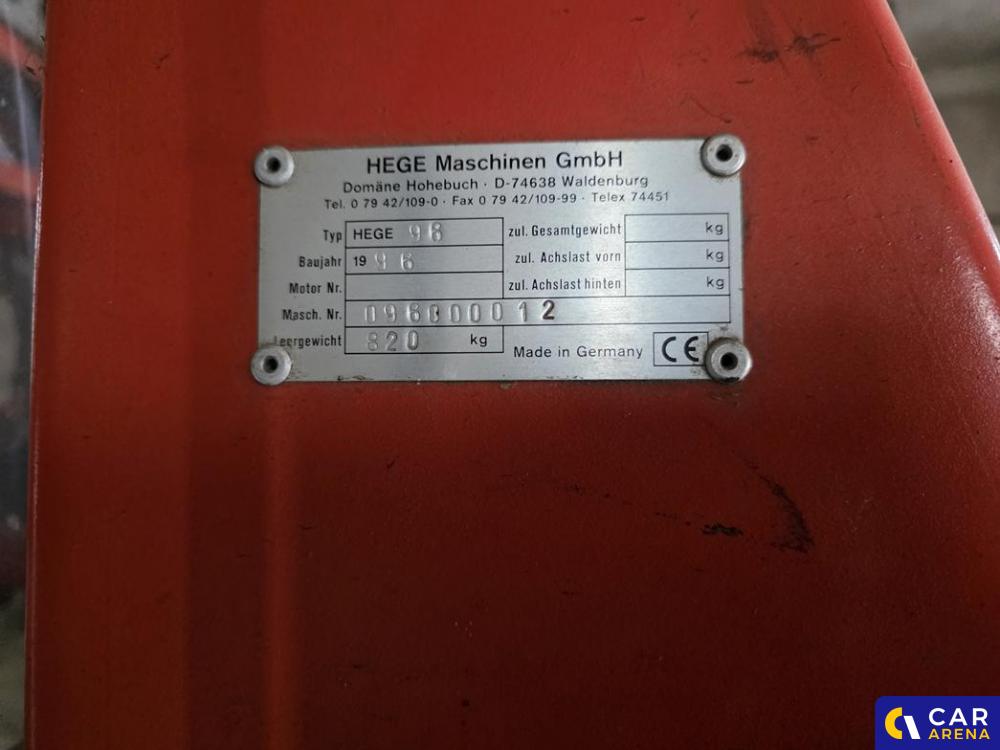 HEGE Maschinen GmbH
Domäne Hohebuch · D-74638 Waldenburg
Tel. 0 79 42/109-0 · Fax 0 79 42/109-99 · Telex 74451
Typ HEGE 96 zul. Gesamtgewicht kg
Baujahr 19 96 zul. Achslast vorn kg
Motor Nr. zul. Achslast hinten kg
Masch. Nr. 096000012
Leergewicht 820 kg Made in Germany CE
CAR
ARENA